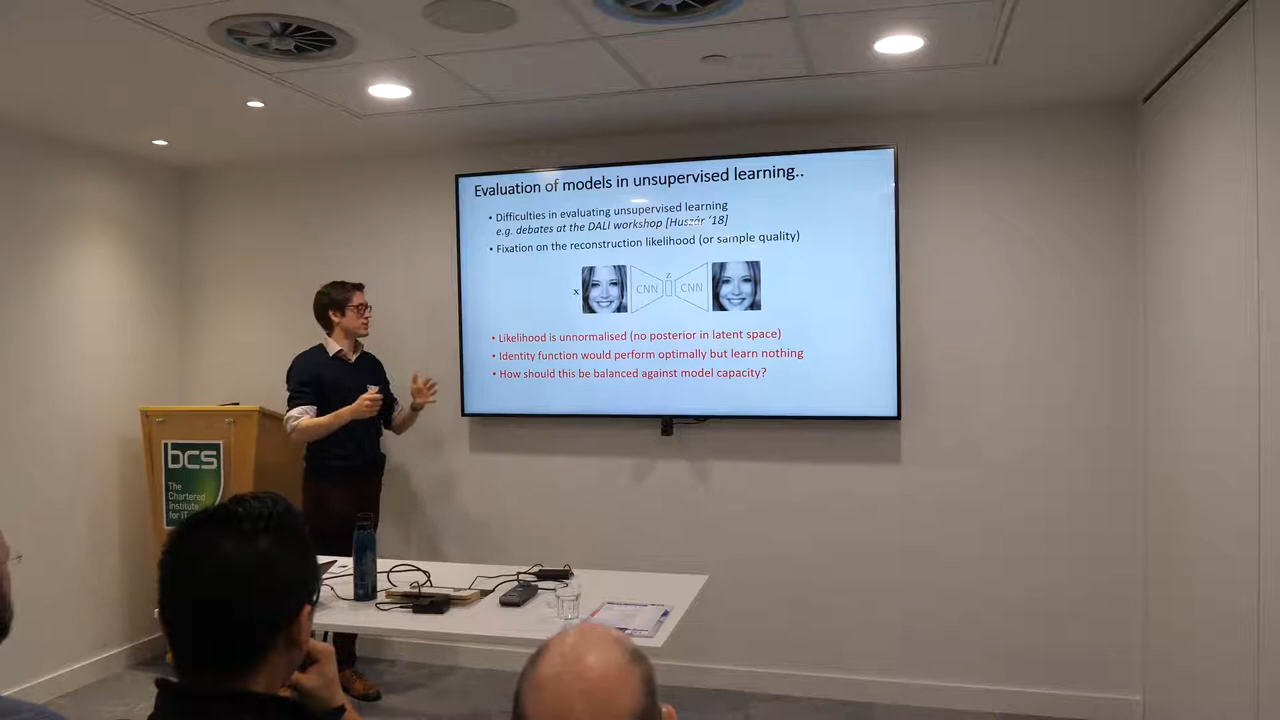 Evaluation of models in unsupervised learning..
• Difficulties in evaluating unsupervised learning
e.g. debates at the DALI workshop [Huszár ‘18]
• Fixation on the reconstruction likelihood (or sample quality)
x
CNN
z
CNN
• Likelihood is unnormalised (no posterior in latent space)
• Identity function would perform optimally but learn nothing
• How should this be balanced against model capacity?
bcs
The
Chartered
Institute
for IT